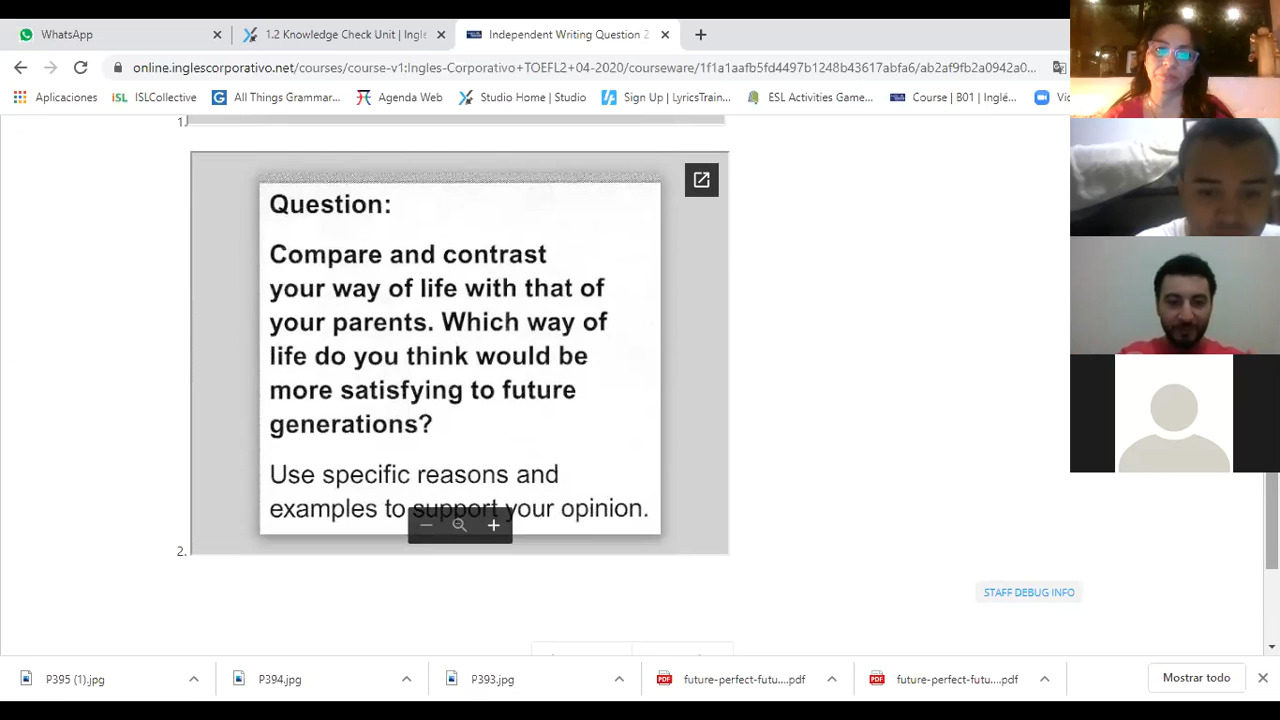 WhatsApp
1.2 Knowledge Check Unit | Ingle
Independent Writing Question 2
online.inglescorporativo.net/courses/course-v1:Ingles-Corporativo+TOEFL2+04-2020/courseware/1f1a1aafb5fd4497b1248b43617abfa6/ab2af9fb2a0942a0...
Aplicaciones
ISLCollective
All Things Grammar...
Agenda Web
Studio Home | Studio
Sign Up | LyricsTrain...
ESL Activities Game...
Course | B01 | Inglé...
1.
Question:
Compare and contrast
your way of life with that of
your parents. Which way of
life do you think would be
more satisfying to future
generations?
Use specific reasons and
examples to support your opinion.
2.
STAFF DEBUG INFO
P395 (1).jpg
P394.jpg
P393.jpg
future-perfect-futu....pdf
future-perfect-futu....pdf
Mostrar todo